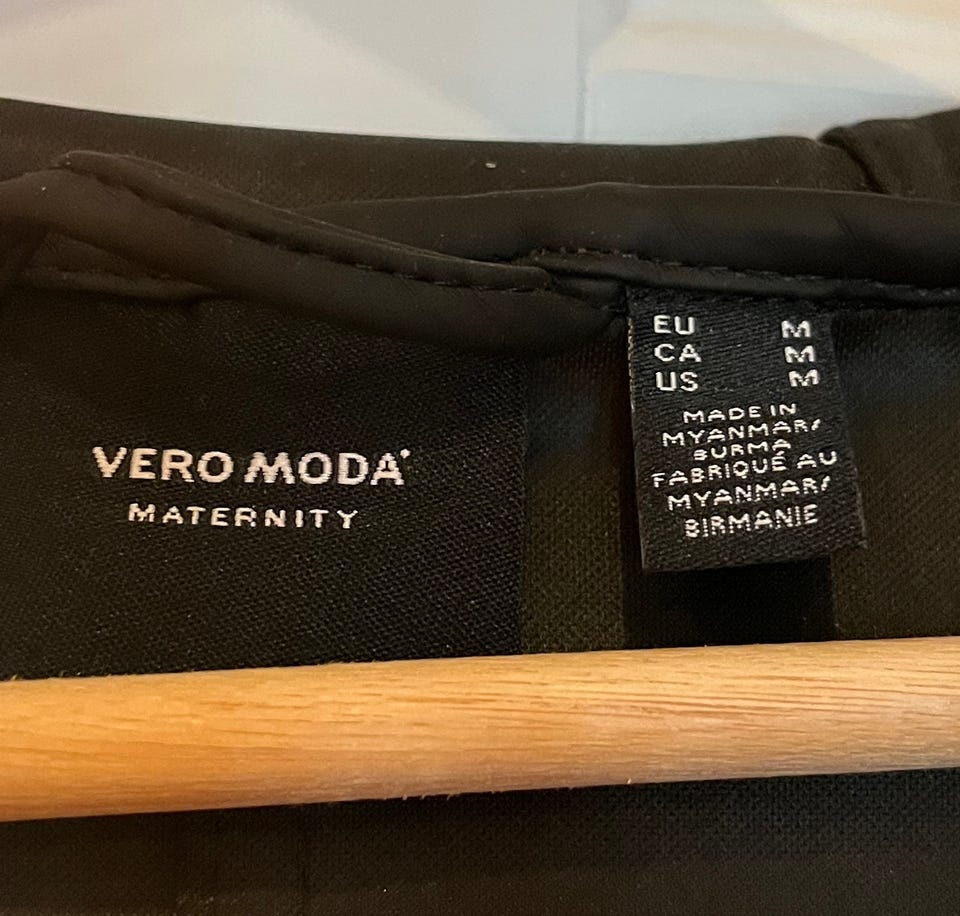 VERO MODA
MATERNITY
EU M
CA M
US M
MADE IN
MYANMAR/
BURMA
FABRIQUÉ AU
MYANMAR/
BIRMANIE